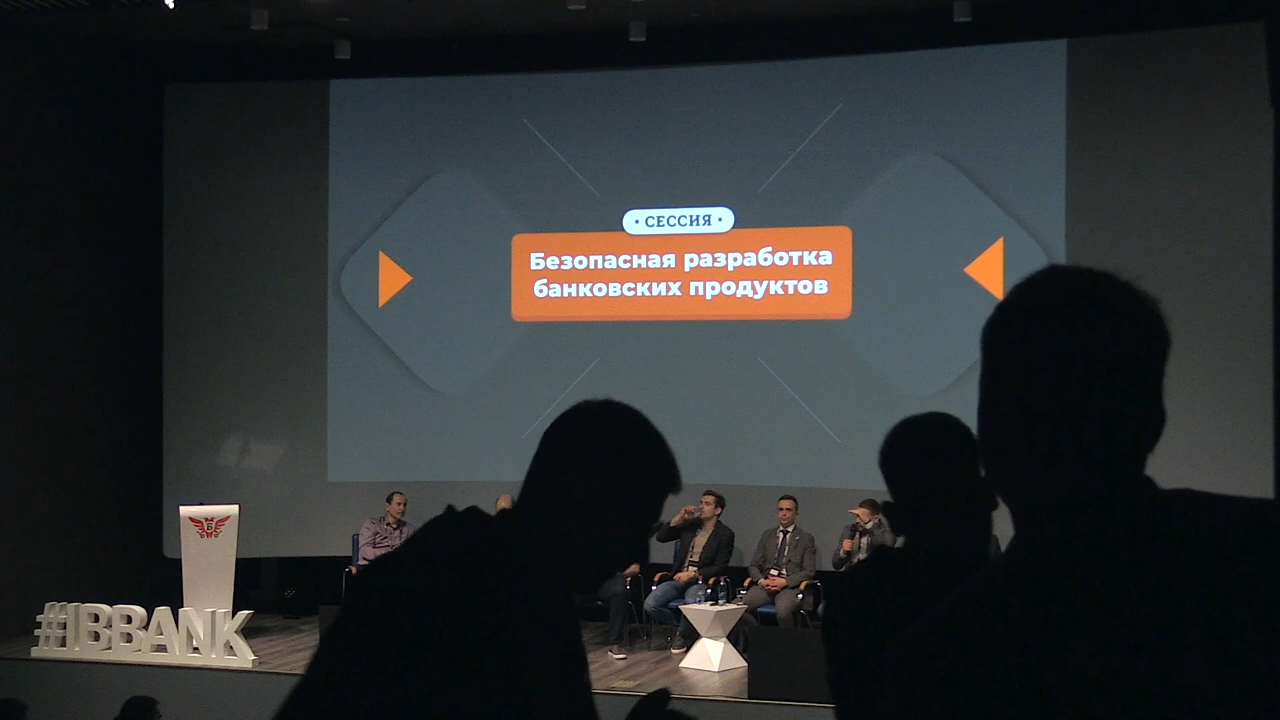 • СЕССИЯ •
Безопасная разработка
банковских продуктов
Б
#IBBANK